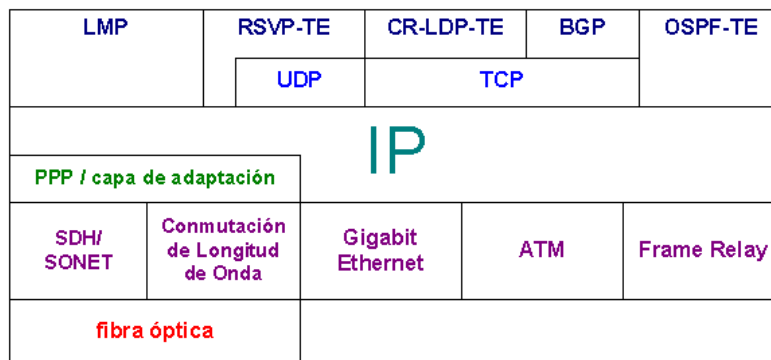 LMP
RSVP-TE
CR-LDP-TE
BGP
OSPF-TE
UDP
TCP
IP
PPP / capa de adaptación
SDH/
SONET
Conmutación
de Longitud
de Onda
Gigabit
Ethernet
ATM
Frame Relay
fibra óptica